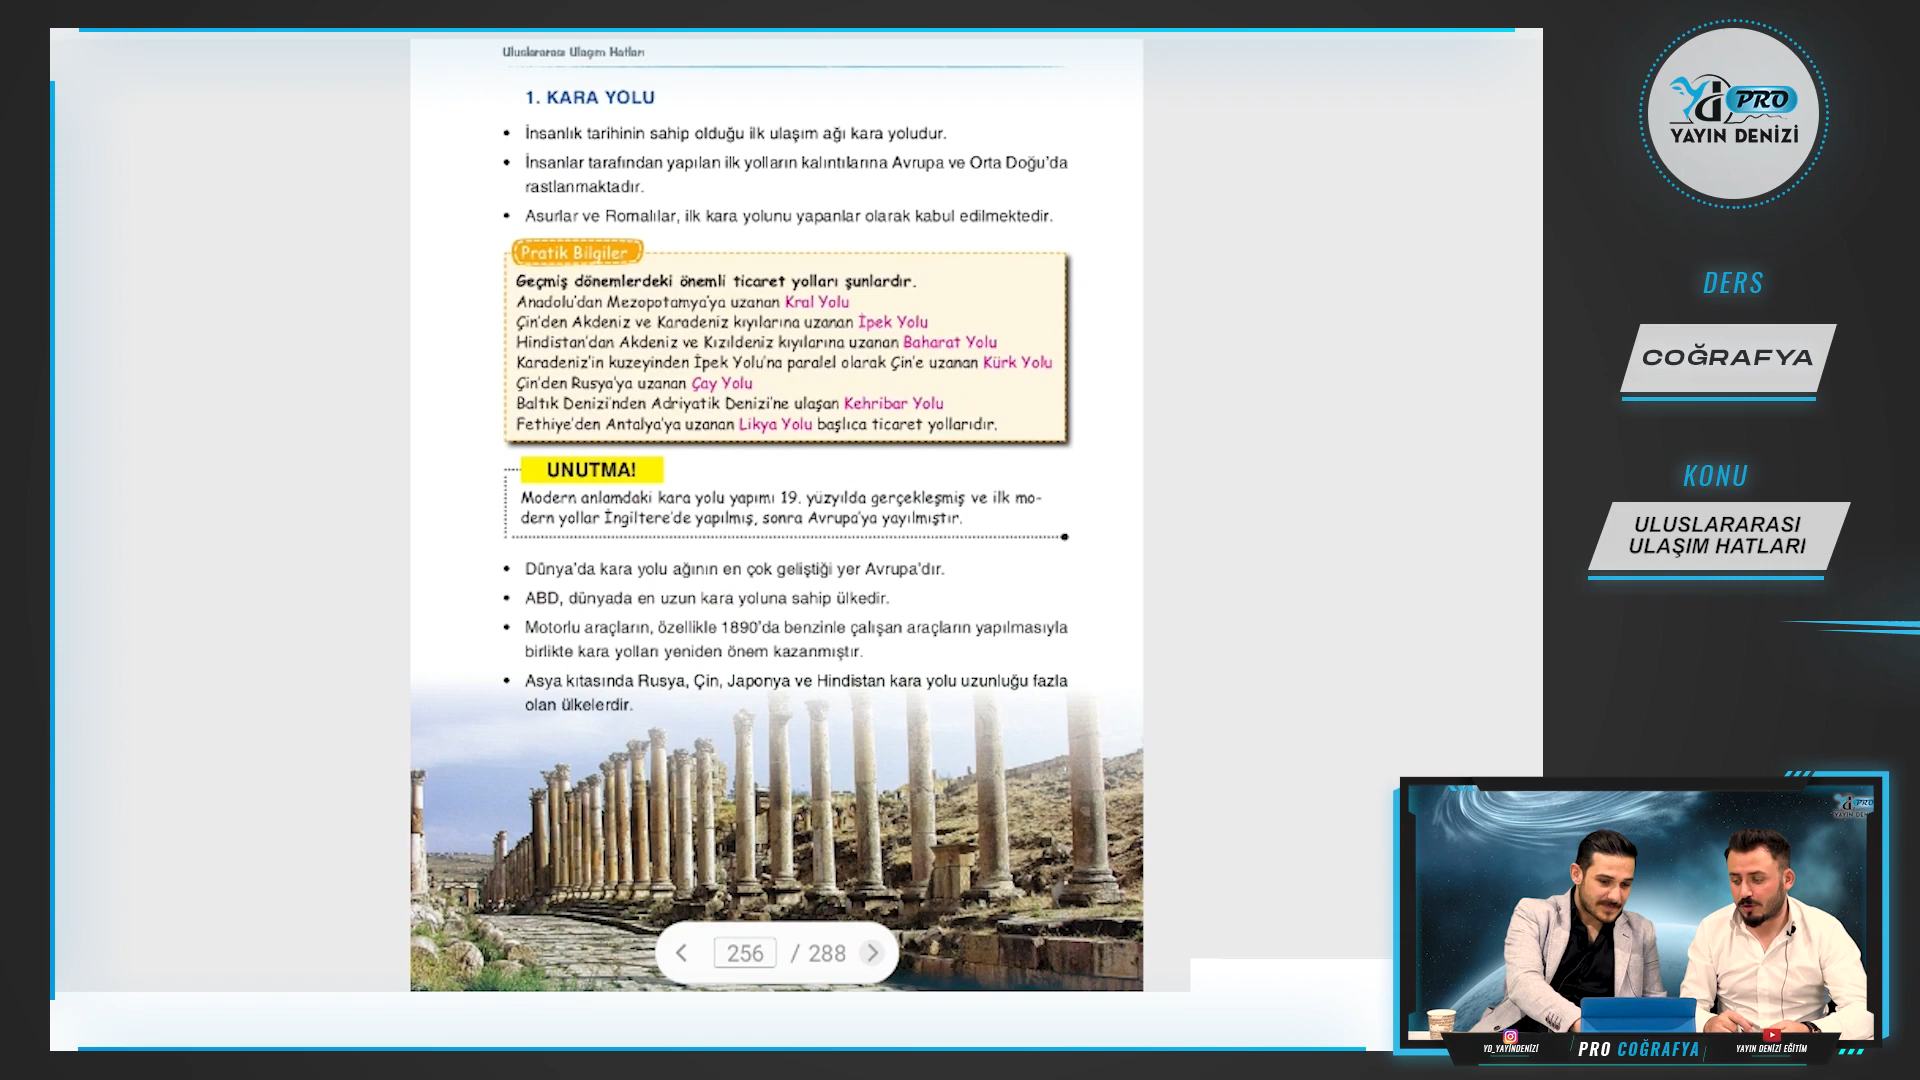 Uluslararası Ulaşım Hatları
1. KARA YOLU
• İnsanlık tarihinin sahip olduğu ilk ulaşım ağı kara yoludur.
• İnsanlar tarafından yapılan ilk yolların kalıntılarına Avrupa ve Orta Doğu'da
rastlanmaktadır.
• Asurlar ve Romalılar, ilk kara yolunu yapanlar olarak kabul edilmektedir.
Pratik Bilgiler
Geçmiş dönemlerdeki önemli ticaret yolları şunlardır.
Anadolu'dan Mezopotamya'ya uzanan Kral Yolu
Çin'den Akdeniz ve Karadeniz kıyılarına uzanan İpek Yolu
Hindistan'dan Akdeniz ve Kızıldeniz kıyılarına uzanan Baharat Yolu
Karadeniz'in kuzeyinden İpek Yolu'na paralel olarak Çin'e uzanan Kürk Yolu
Çin'den Rusya'ya uzanan Çay Yolu
Baltık Denizi'nden Adriyatik Denizi'ne ulaşan Kehribar Yolu
Fethiye'den Antalya'ya uzanan Likya Yolu başlıca ticaret yollarıdır.
UNUTMA!
Modern anlamdaki kara yolu yapımı 19. yüzyılda gerçekleşmiş ve ilk mo-
dern yollar İngiltere'de yapılmış, sonra Avrupa'ya yayılmıştır.
• Dünya'da kara yolu ağının en çok geliştiği yer Avrupa'dır.
• ABD, dünyada en uzun kara yoluna sahip ülkedir.
• Motorlu araçların, özellikle 1890'da benzinle çalışan araçların yapılmasıyla
birlikte kara yolları yeniden önem kazanmıştır.
• Asya kıtasında Rusya, Çin, Japonya ve Hindistan kara yolu uzunluğu fazla
olan ülkelerdir.
256 / 288
yd PRO
YAYIN DENİZİ
DERS
COĞRAFYA
KONU
ULUSLARARASI
ULAŞIM HATLARI
YD_YAYINDENIZI
PRO COĞRAFYA
YAYIN DENİZİ EĞİTİM